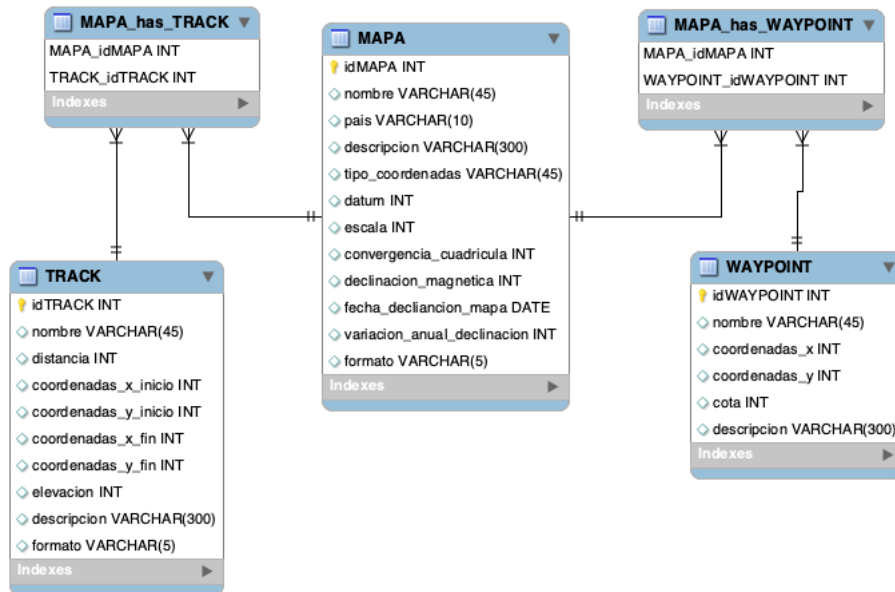 MAPA_has_TRACK
MAPA_idMAPA INT
TRACK_idTRACK INT
Indexes
MAPA
idMAPA INT
nombre VARCHAR(45)
pais VARCHAR(10)
descripcion VARCHAR(300)
tipo_coordenadas VARCHAR(45)
datum INT
escala INT
convergencia_cuadricula INT
declinacion_magnetica INT
fecha_decliancion_mapa DATE
variacion_anual_declinacion INT
formato VARCHAR(5)
Indexes
MAPA_has_WAYPOINT
MAPA_idMAPA INT
WAYPOINT_idWAYPOINT INT
Indexes
TRACK
idTRACK INT
nombre VARCHAR(45)
distancia INT
coordenadas_x_inicio INT
coordenadas_y_inicio INT
coordenadas_x_fin INT
coordenadas_y_fin INT
elevacion INT
descripcion VARCHAR(300)
formato VARCHAR(5)
Indexes
WAYPOINT
idWAYPOINT INT
nombre VARCHAR(45)
coordenadas_x INT
coordenadas_y INT
cota INT
descripcion VARCHAR(300)
Indexes